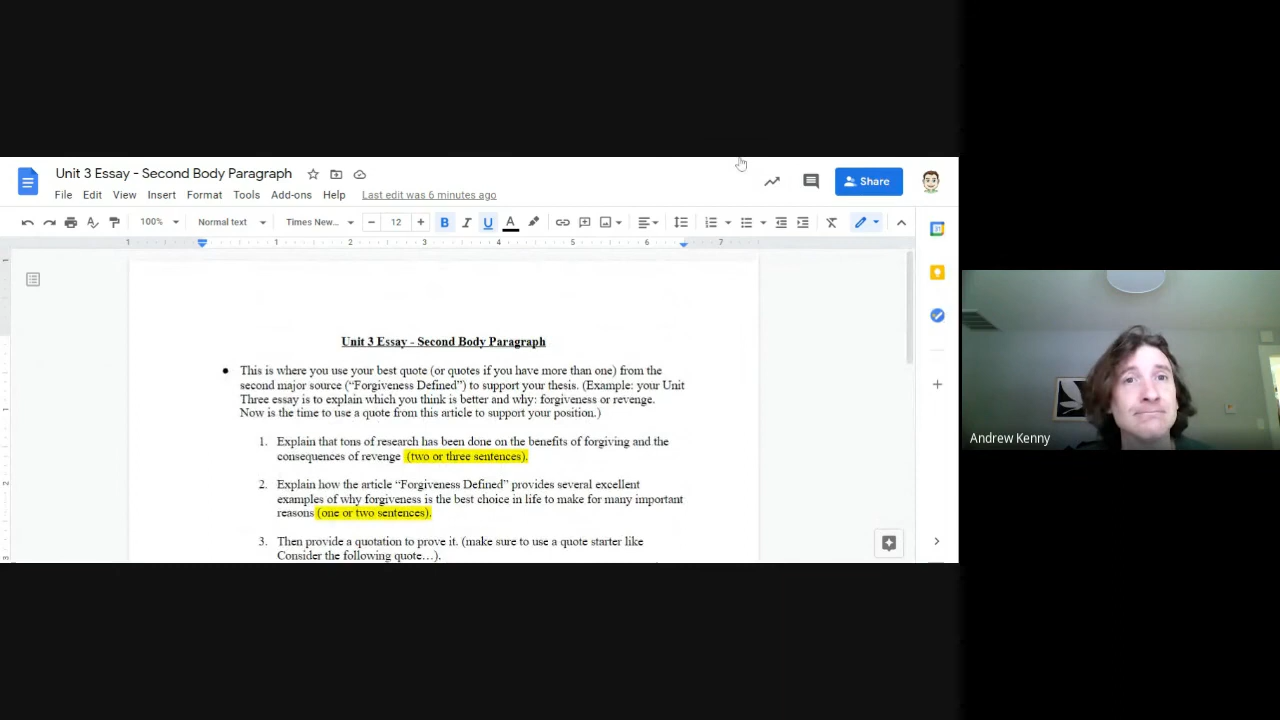 Unit 3 Essay - Second Body Paragraph
File Edit View Insert Format Tools Add-ons Help Last edit was 6 minutes ago
Share
100% Normal text Times New... 12 B I U A
1 1 2 3 4 5 6 7
Unit 3 Essay - Second Body Paragraph
● This is where you use your best quote (or quotes if you have more than one) from the
second major source (“Forgiveness Defined”) to support your thesis. (Example: your Unit
Three essay is to explain which you think is better and why: forgiveness or revenge.
Now is the time to use a quote from this article to support your position.)
1. Explain that tons of research has been done on the benefits of forgiving and the
consequences of revenge (two or three sentences).
2. Explain how the article “Forgiveness Defined” provides several excellent
examples of why forgiveness is the best choice in life to make for many important
reasons (one or two sentences).
3. Then provide a quotation to prove it. (make sure to use a quote starter like
Consider the following quote…).
Andrew Kenny